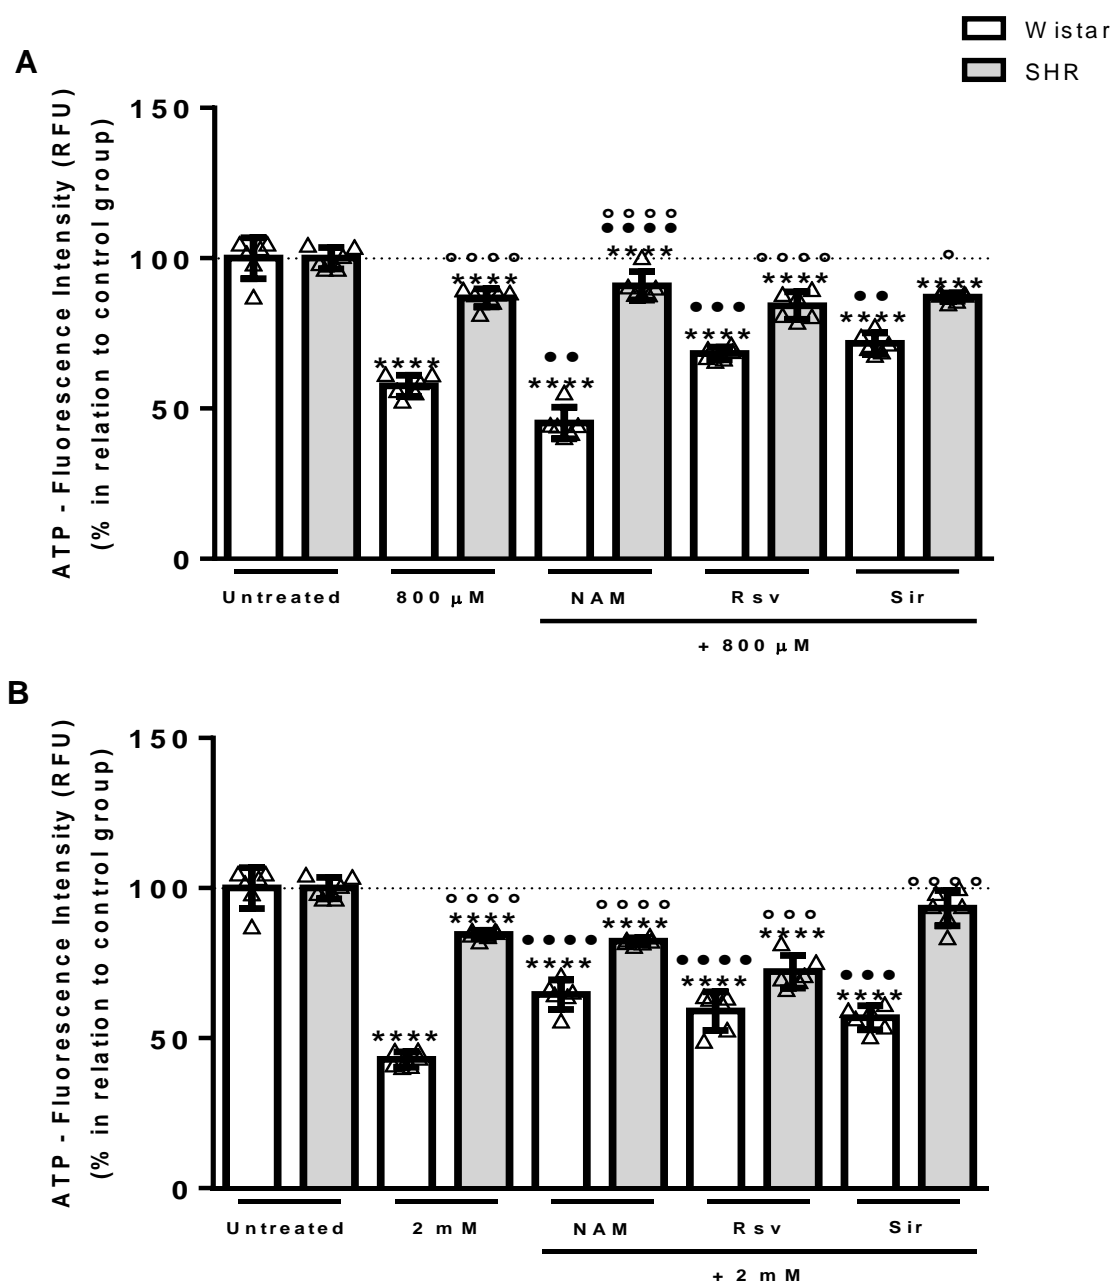 Wistar
SHR
A
ATP - Fluorescence Intensity (RFU)
(% in relation to control group)
150
100
50
0
°°°°
****
****
••
****
°°°°
••••
****
•••
****
°°°°
****
••
****
°
****
Untreated
800 µM
NAM
Rsv
Sir
+ 800 µM
B
ATP - Fluorescence Intensity (RFU)
(% in relation to control group)
150
100
50
0
****
°°°°
****
••••
****
°°°°
****
••••
****
°°°
****
•••
****
°°°°
Untreated
2 mM
NAM
Rsv
Sir
+ 2 mM